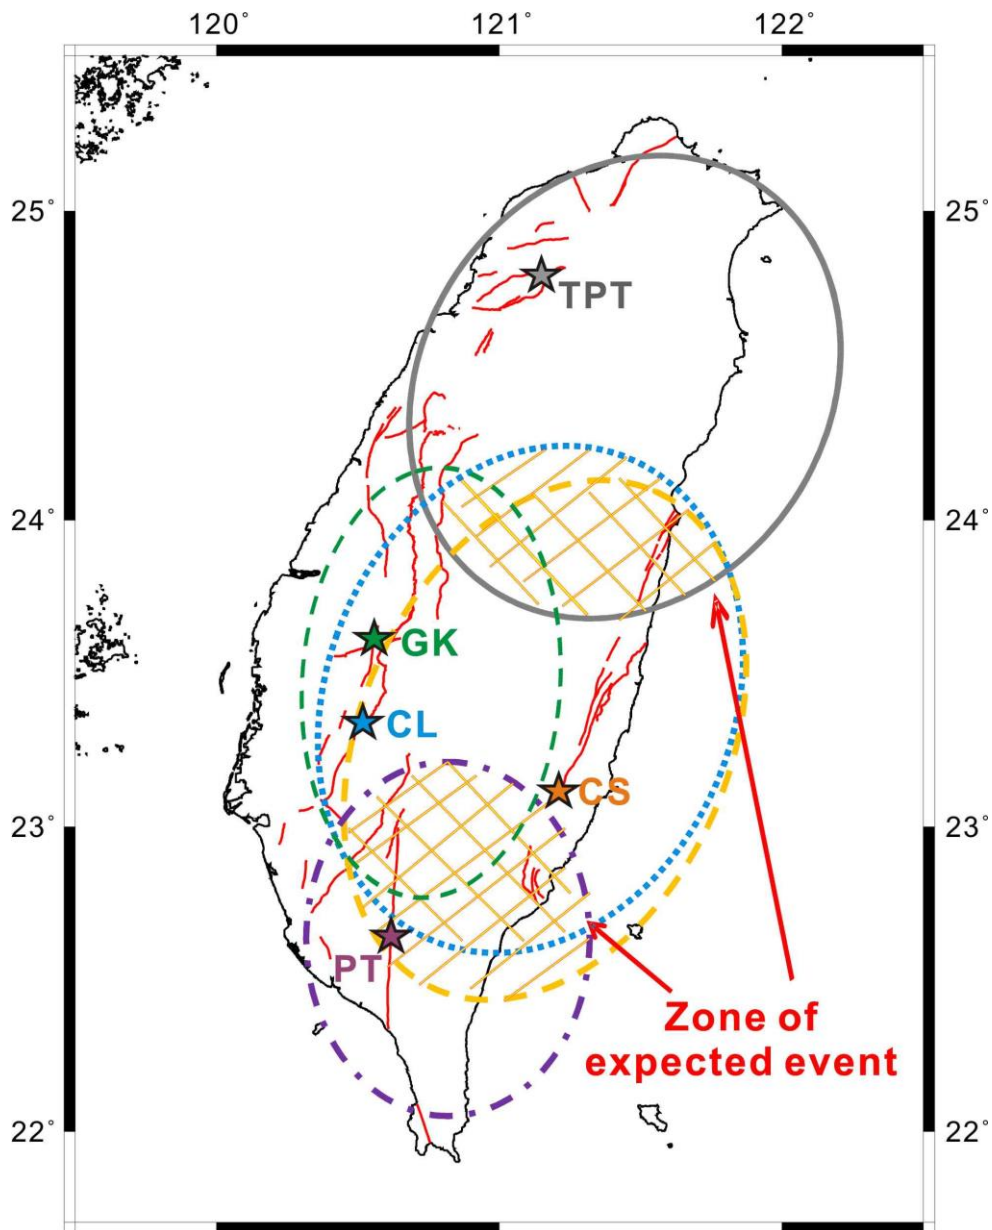 120° 121° 122°
25° 25°
TPT
24° 24°
GK
CL
CS
23° 23°
PT
Zone of
expected event
22° 22°